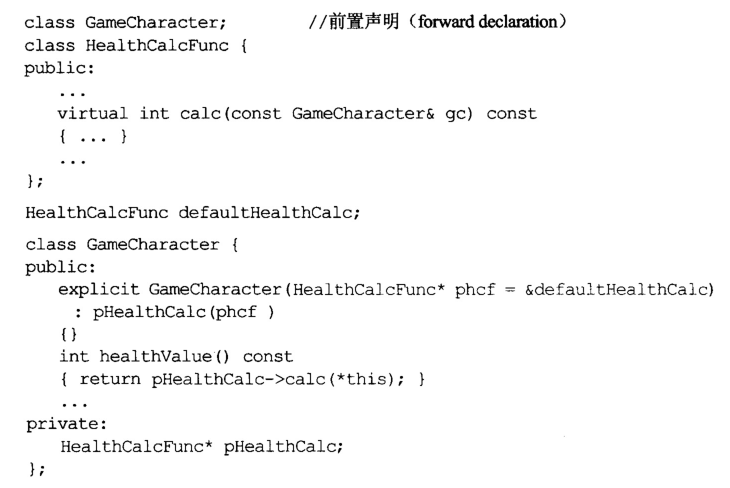 class GameCharacter;          //前置声明（forward declaration）
class HealthCalcFunc {
public:
   ...
   virtual int calc(const GameCharacter& gc) const
   { ... }
   ...
};
HealthCalcFunc defaultHealthCalc;
class GameCharacter {
public:
   explicit GameCharacter(HealthCalcFunc* phcf = &defaultHealthCalc)
     : pHealthCalc(phcf )
   {}
   int healthValue() const
   { return pHealthCalc->calc(*this); }
   ...
private:
   HealthCalcFunc* pHealthCalc;
};